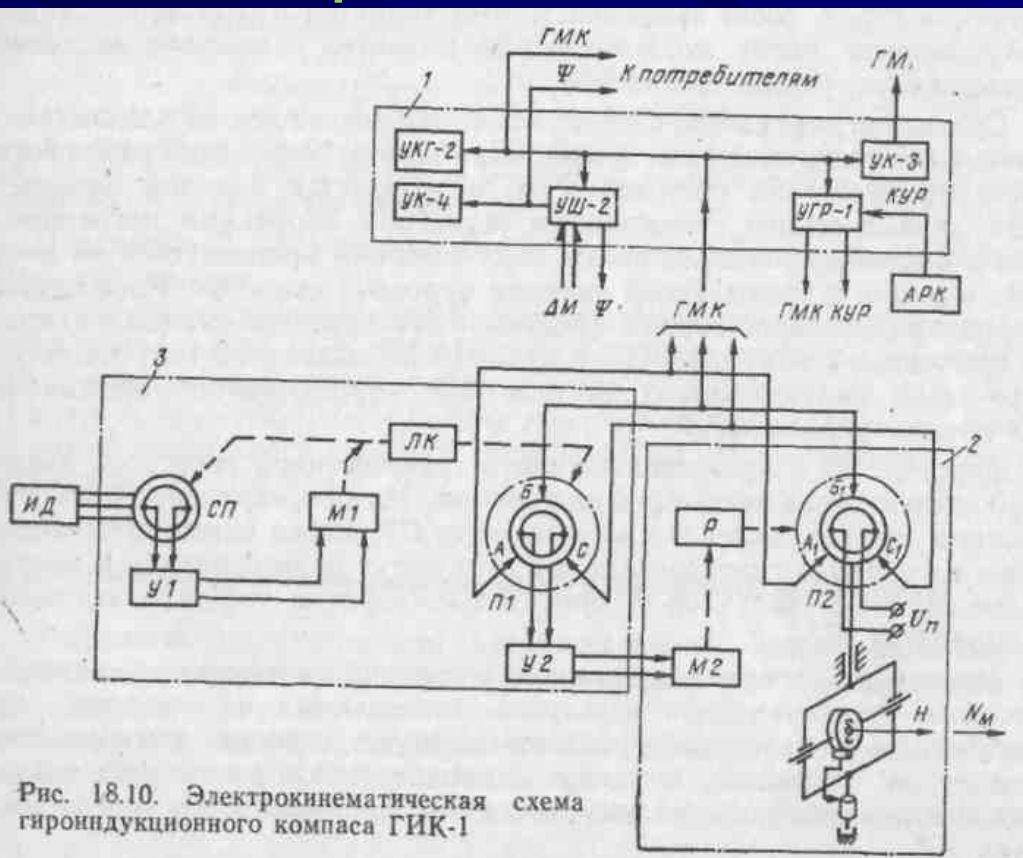 ГМК
Ψ
К потребителям
ГМ.
1
УКГ-2
УК-3
УК-4
УШ-2
УГР-1
КУР
АРК
ΔМ Ψ
ГМК
ГМК КУР
3
2
ЛК
ИД
СП
М1
У1
Б
А
С
П1
Р
Б₁
А₁
С₁
П2
Uп
У2
М2
Н
Nм
Рис. 18.10. Электрокинематическая схема
гироиндукционного компаса ГИК-1